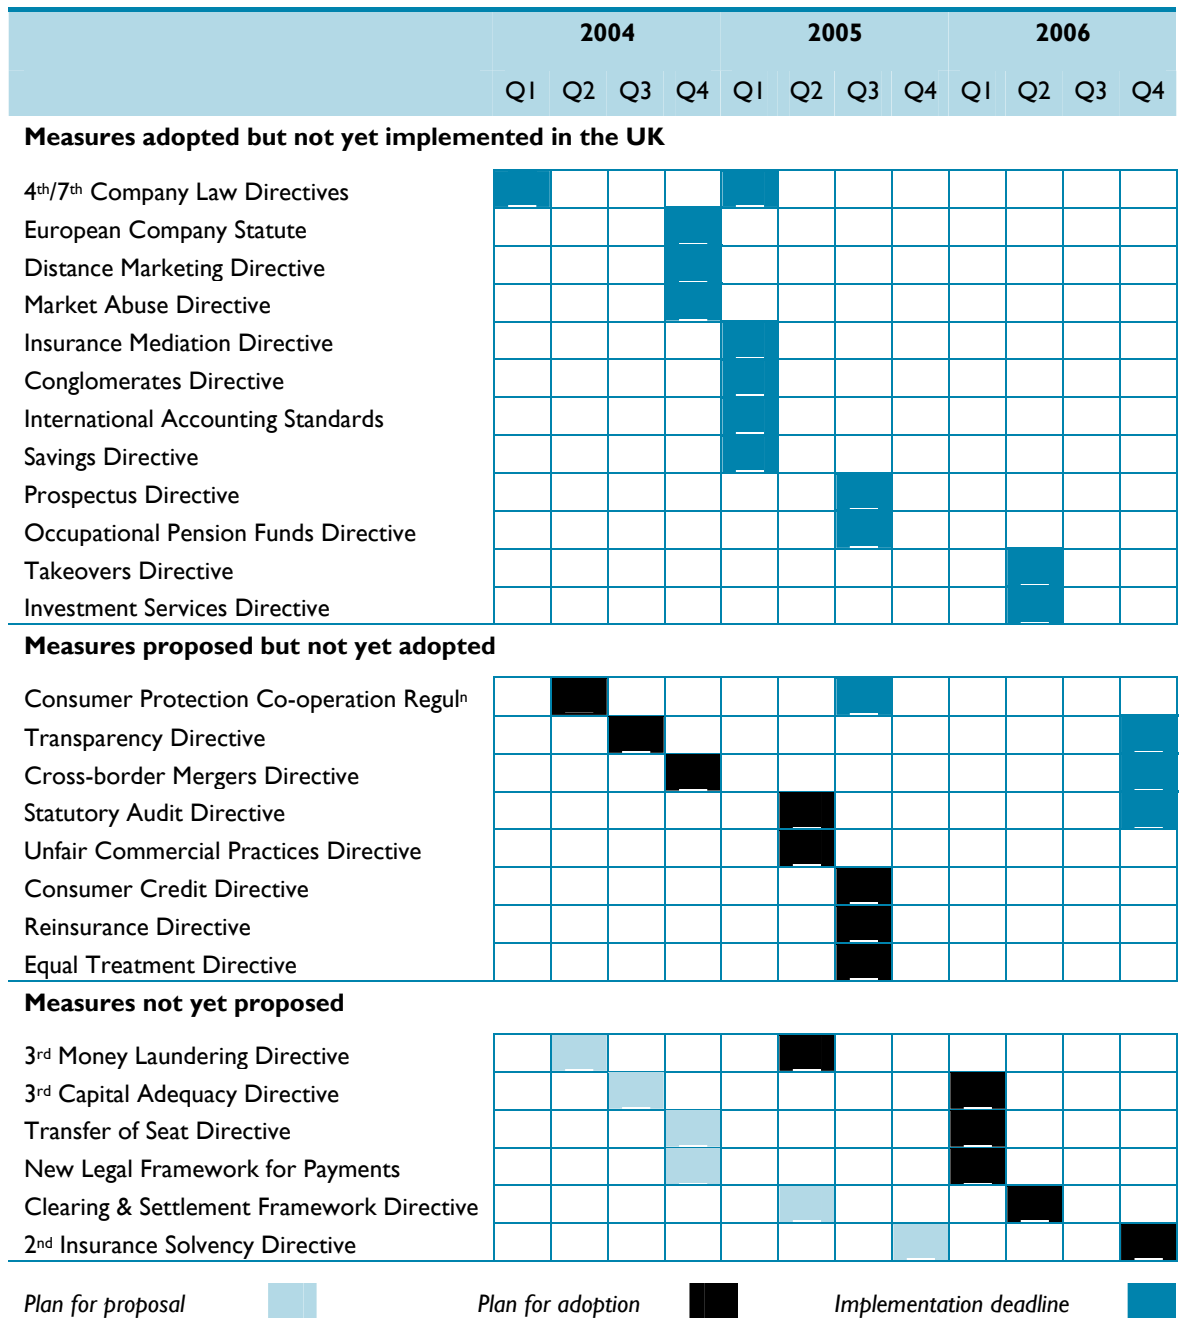 2004 2005 2006
Q1 Q2 Q3 Q4 Q1 Q2 Q3 Q4 Q1 Q2 Q3 Q4
Measures adopted but not yet implemented in the UK
4th/7th Company Law Directives
European Company Statute
Distance Marketing Directive
Market Abuse Directive
Insurance Mediation Directive
Conglomerates Directive
International Accounting Standards
Savings Directive
Prospectus Directive
Occupational Pension Funds Directive
Takeovers Directive
Investment Services Directive
Measures proposed but not yet adopted
Consumer Protection Co-operation Reguln
Transparency Directive
Cross-border Mergers Directive
Statutory Audit Directive
Unfair Commercial Practices Directive
Consumer Credit Directive
Reinsurance Directive
Equal Treatment Directive
Measures not yet proposed
3rd Money Laundering Directive
3rd Capital Adequacy Directive
Transfer of Seat Directive
New Legal Framework for Payments
Clearing & Settlement Framework Directive
2nd Insurance Solvency Directive
Plan for proposal Plan for adoption Implementation deadline